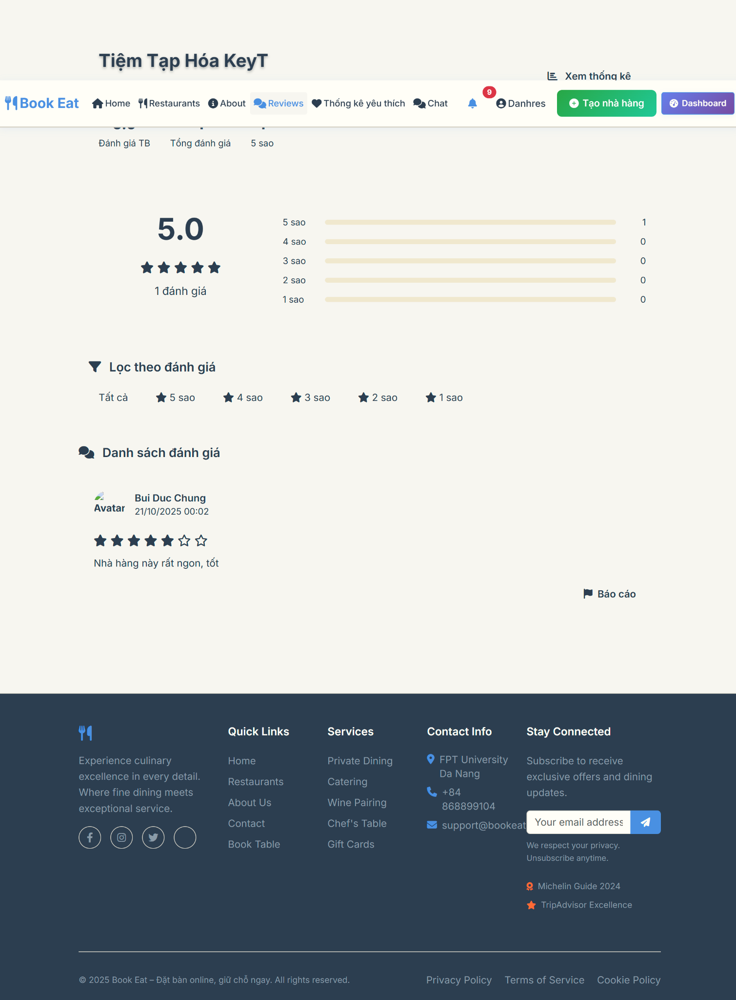 Tiệm Tạp Hóa KeyT
Xem thống kê
Book Eat Home Restaurants About Reviews Thống kê yêu thích Chat 9 Danhres Tạo nhà hàng Dashboard
Đánh giá TB Tổng đánh giá 5 sao
5.0
1 đánh giá
5 sao 1
4 sao 0
3 sao 0
2 sao 0
1 sao 0
Lọc theo đánh giá
Tất cả 5 sao 4 sao 3 sao 2 sao 1 sao
Danh sách đánh giá
Avatar
Bui Duc Chung
21/10/2025 00:02
Nhà hàng này rất ngon, tốt
Báo cáo
Experience culinary
excellence in every detail.
Where fine dining meets
exceptional service.
Quick Links
Home
Restaurants
About Us
Contact
Book Table
Services
Private Dining
Catering
Wine Pairing
Chef's Table
Gift Cards
Contact Info
FPT University
Da Nang
+84
868899104
support@bookeat
Stay Connected
Subscribe to receive
exclusive offers and dining
updates.
Your email address
We respect your privacy.
Unsubscribe anytime.
Michelin Guide 2024
TripAdvisor Excellence
© 2025 Book Eat – Đặt bàn online, giữ chỗ ngay. All rights reserved.
Privacy Policy Terms of Service Cookie Policy